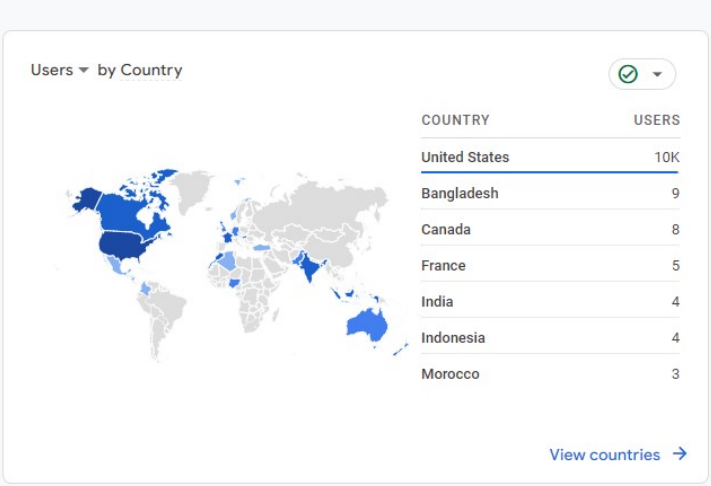 Users by Country
COUNTRY USERS
United States 10K
Bangladesh 9
Canada 8
France 5
India 4
Indonesia 4
Morocco 3
View countries